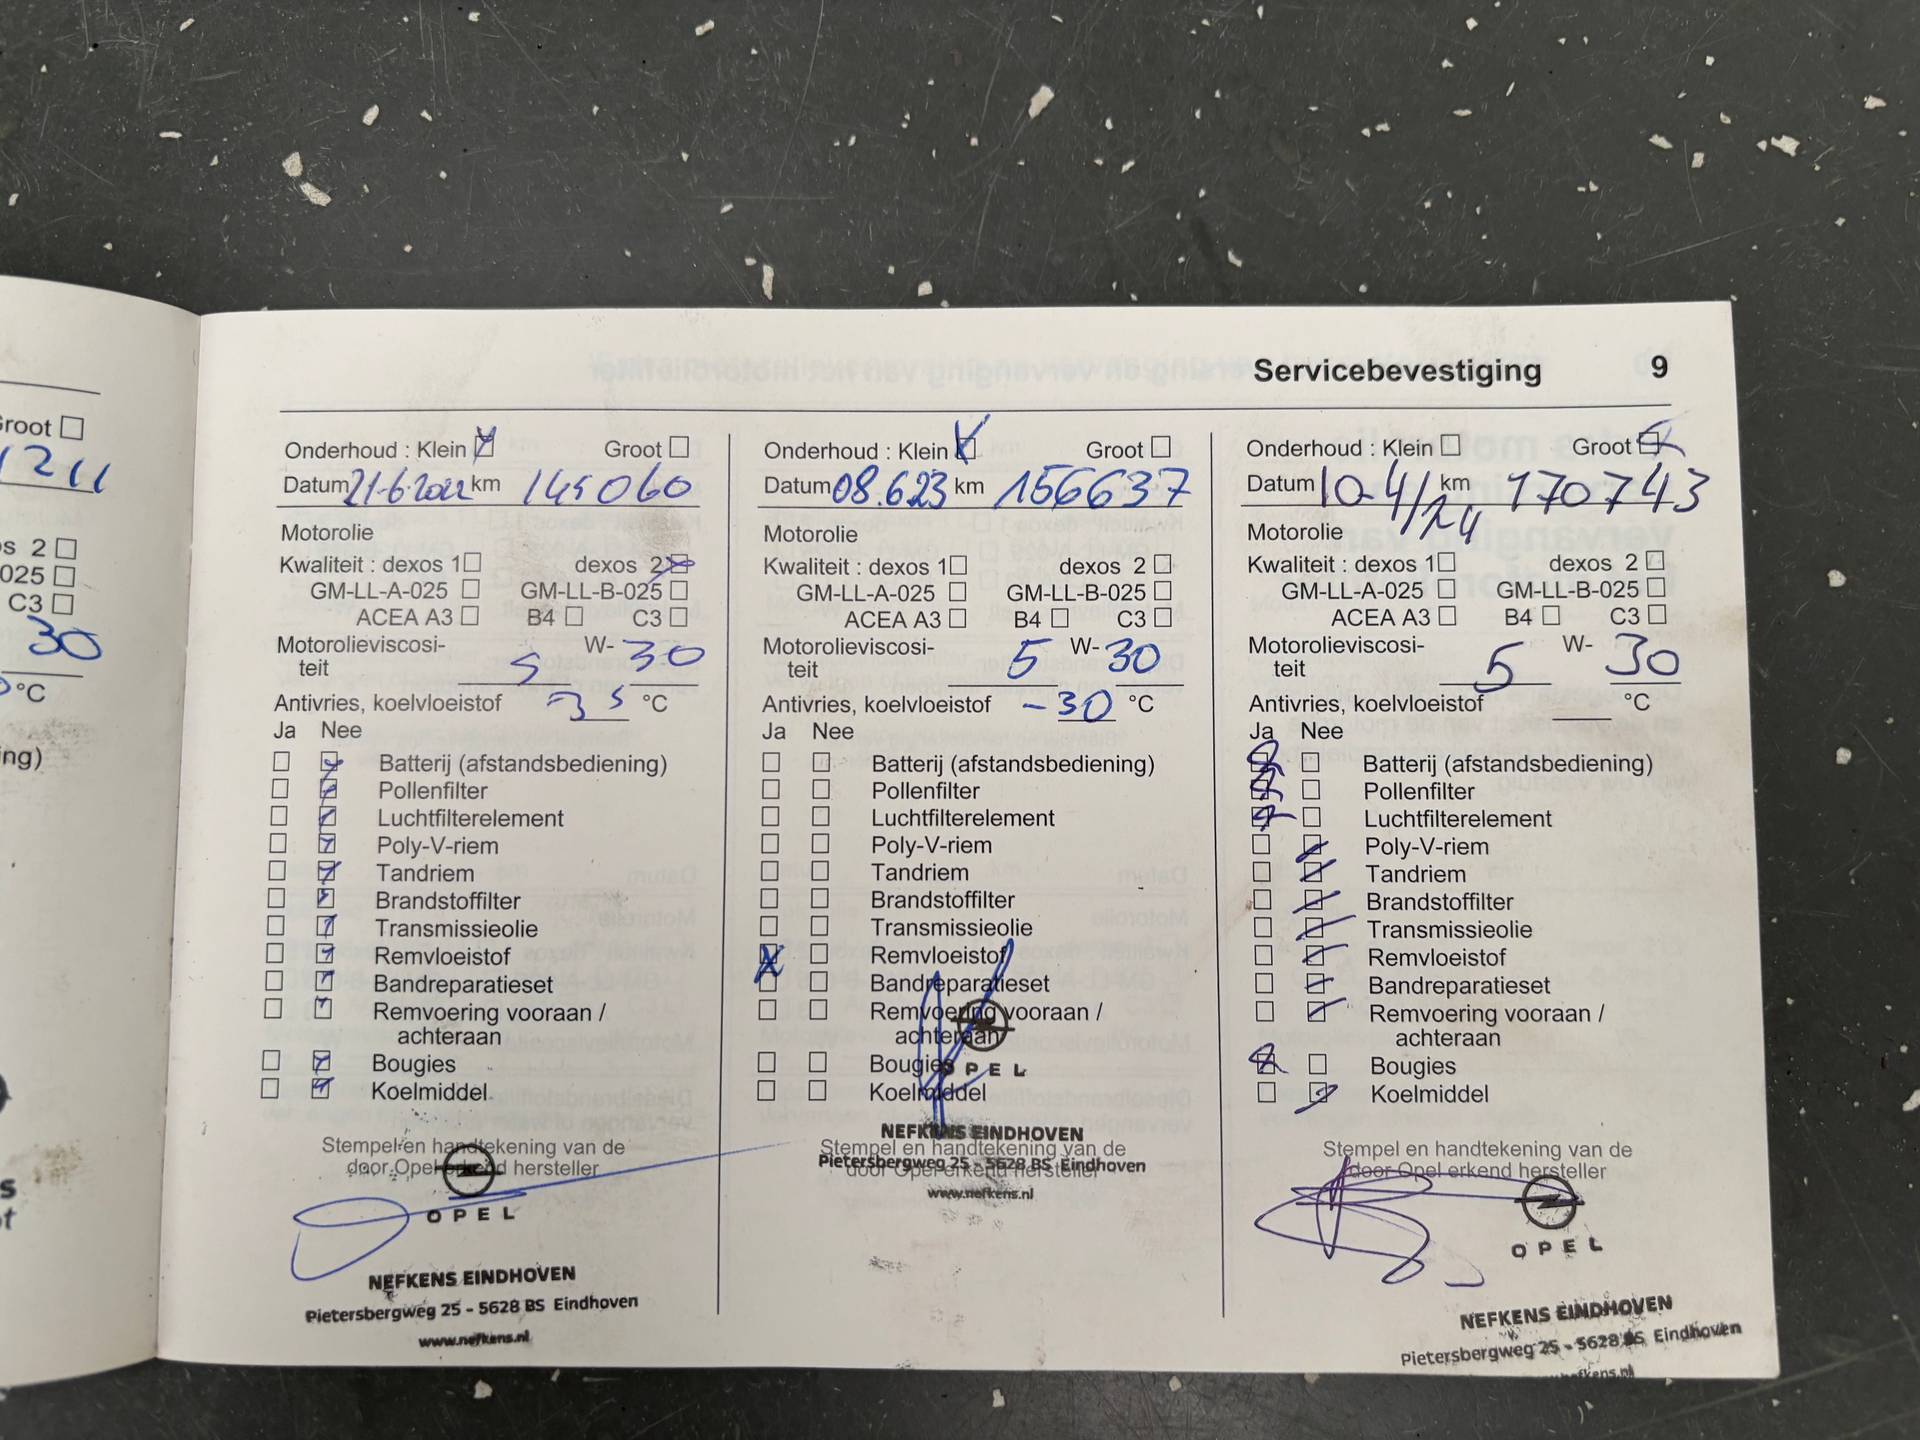 Groot
1211
os 2
025
C3
30
°C
ing)
Servicebevestiging 9
Onderhoud : Klein Groot
Datum 21-6-2022 km 145060
Motorolie
Kwaliteit : dexos 1 dexos 2
GM-LL-A-025 GM-LL-B-025
ACEA A3 B4 C3
Motorolieviscosi- W- 30
teit 5
Antivries, koelvloeistof -35 °C
Ja Nee
Batterij (afstandsbediening)
Pollenfilter
Luchtfilterelement
Poly-V-riem
Tandriem
Brandstoffilter
Transmissieolie
Remvloeistof
Bandreparatieset
Remvoering vooraan /
achteraan
Bougies
Koelmiddel
Stempel en handtekening van de
door Opel erkend hersteller
OPEL
NEFKENS EINDHOVEN
Pietersbergweg 25 - 5628 BS Eindhoven
www.nefkens.nl
Onderhoud : Klein Groot
Datum 08.623 km 156637
Motorolie
Kwaliteit : dexos 1 dexos 2
GM-LL-A-025 GM-LL-B-025
ACEA A3 B4 C3
Motorolieviscosi- 5 W- 30
teit
Antivries, koelvloeistof -30 °C
Ja Nee
Batterij (afstandsbediening)
Pollenfilter
Luchtfilterelement
Poly-V-riem
Tandriem
Brandstoffilter
Transmissieolie
Remvloeistof
Bandreparatieset
Remvoering vooraan /
achteraan
Bougies
OPEL
Koelmiddel
NEFKENS EINDHOVEN
Stempel en handtekening van de
Pietersbergweg 25 - 5628 BS Eindhoven
door Opel erkend hersteller
www.nefkens.nl
Onderhoud : Klein Groot
Datum 10-4/24 km 170743
Motorolie
Kwaliteit : dexos 1 dexos 2
GM-LL-A-025 GM-LL-B-025
ACEA A3 B4 C3
Motorolieviscosi- W- 30
teit 5
Antivries, koelvloeistof °C
Ja Nee
Batterij (afstandsbediening)
Pollenfilter
Luchtfilterelement
Poly-V-riem
Tandriem
Brandstoffilter
Transmissieolie
Remvloeistof
Bandreparatieset
Remvoering vooraan /
achteraan
Bougies
Koelmiddel
Stempel en handtekening van de
door Opel erkend hersteller
OPEL
NEFKENS EINDHOVEN
Pietersbergweg 25 - 5628 BS Eindhoven